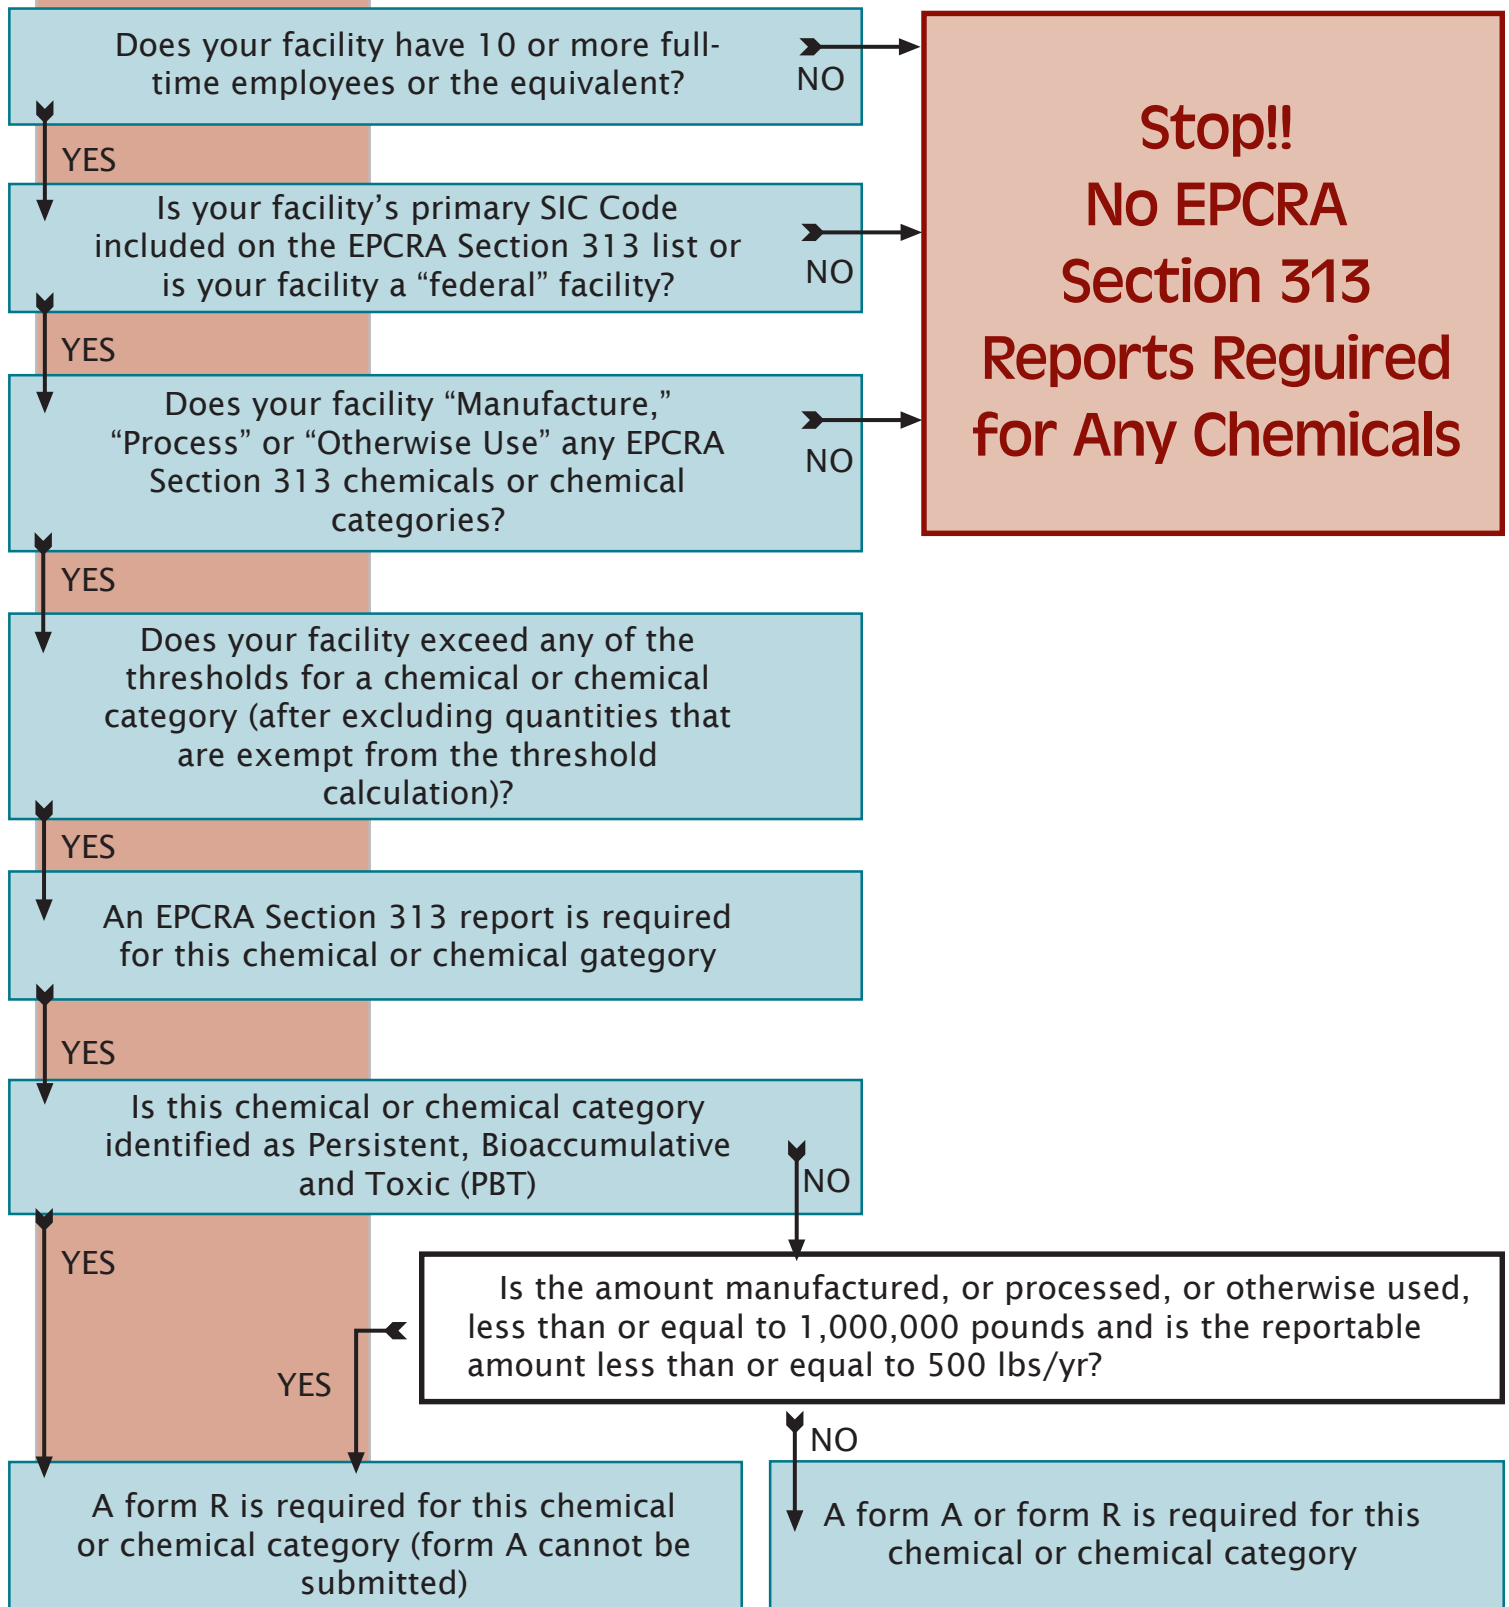 Does your facility have 10 or more full-
time employees or the equivalent?
NO
YES
Is your facility’s primary SIC Code
included on the EPCRA Section 313 list or
is your facility a “federal” facility?
NO
YES
Does your facility “Manufacture,”
“Process” or “Otherwise Use” any EPCRA
Section 313 chemicals or chemical
categories?
NO
Stop!!
No EPCRA
Section 313
Reports Reguired
for Any Chemicals
YES
Does your facility exceed any of the
thresholds for a chemical or chemical
category (after excluding quantities that
are exempt from the threshold
calculation)?
YES
An EPCRA Section 313 report is required
for this chemical or chemical gategory
YES
Is this chemical or chemical category
identified as Persistent, Bioaccumulative
and Toxic (PBT)
NO
YES
Is the amount manufactured, or processed, or otherwise used,
less than or equal to 1,000,000 pounds and is the reportable
amount less than or equal to 500 lbs/yr?
YES
NO
A form R is required for this chemical
or chemical category (form A cannot be
submitted)
A form A or form R is required for this
chemical or chemical category